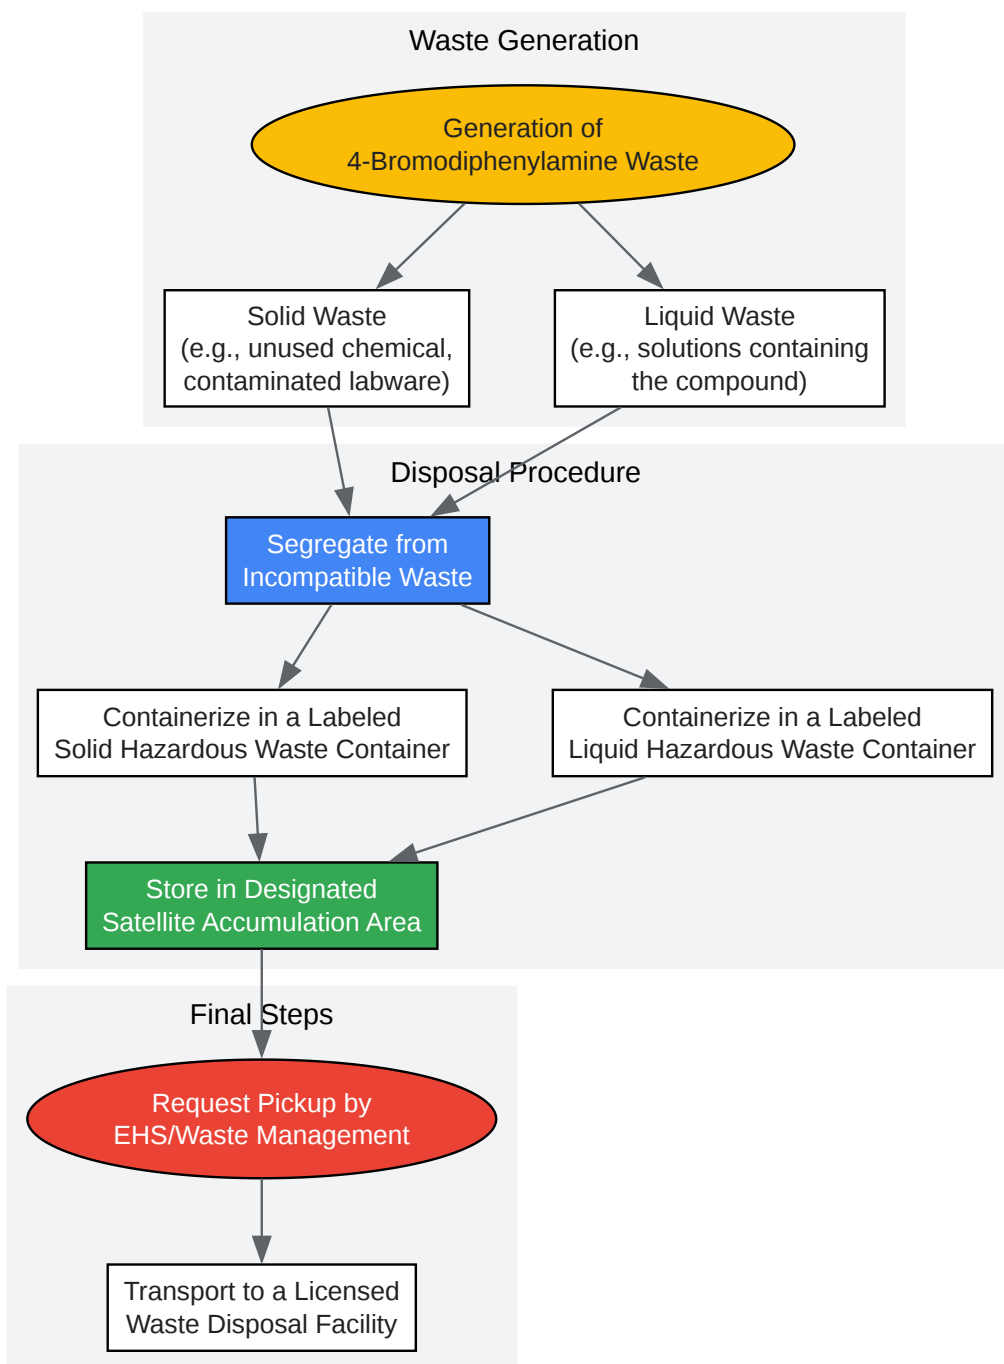 Waste Generation
Generation of
4-Bromodiphenylamine Waste
Solid Waste
(e.g., unused chemical,
contaminated labware)
Liquid Waste
(e.g., solutions containing
the compound)
Disposal Procedure
Segregate from
Incompatible Waste
Containerize in a Labeled
Solid Hazardous Waste Container
Containerize in a Labeled
Liquid Hazardous Waste Container
Store in Designated
Satellite Accumulation Area
Final Steps
Request Pickup by
EHS/Waste Management
Transport to a Licensed
Waste Disposal Facility